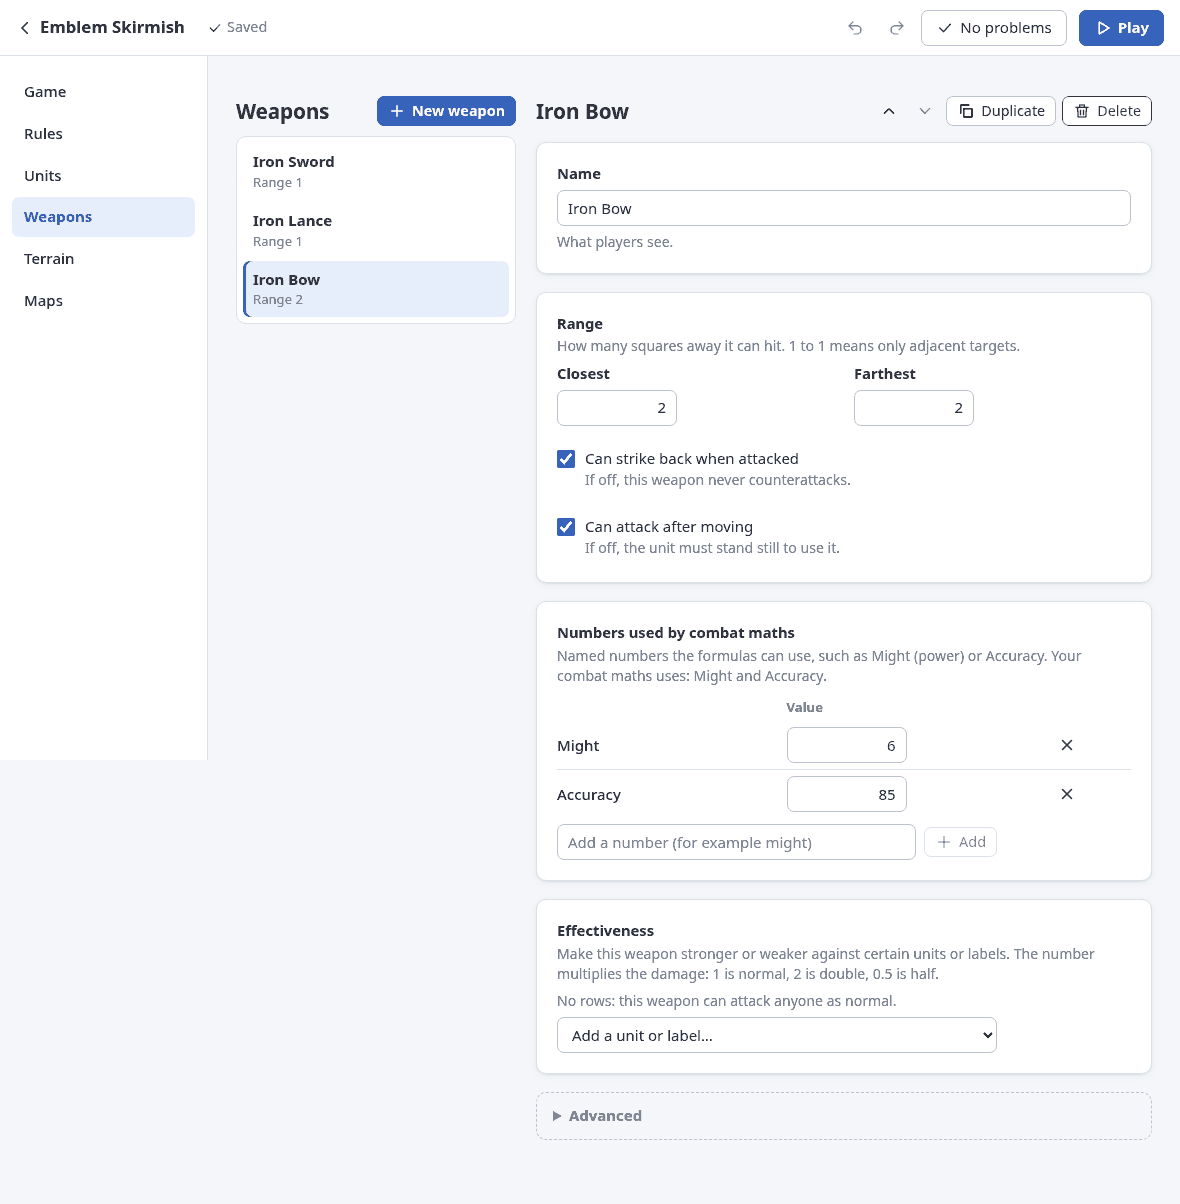 Emblem Skirmish
Saved
No problems
Play
Game
Rules
Units
Weapons
Terrain
Maps
Weapons
New weapon
Iron Sword
Range 1
Iron Lance
Range 1
Iron Bow
Range 2
Iron Bow
Duplicate
Delete
Name
Iron Bow
What players see.
Range
How many squares away it can hit. 1 to 1 means only adjacent targets.
Closest
Farthest
2
2
Can strike back when attacked
If off, this weapon never counterattacks.
Can attack after moving
If off, the unit must stand still to use it.
Numbers used by combat maths
Named numbers the formulas can use, such as Might (power) or Accuracy. Your
combat maths uses: Might and Accuracy.
Value
Might
6
Accuracy
85
Add a number (for example might)
Add
Effectiveness
Make this weapon stronger or weaker against certain units or labels. The number
multiplies the damage: 1 is normal, 2 is double, 0.5 is half.
No rows: this weapon can attack anyone as normal.
Add a unit or label...
Advanced